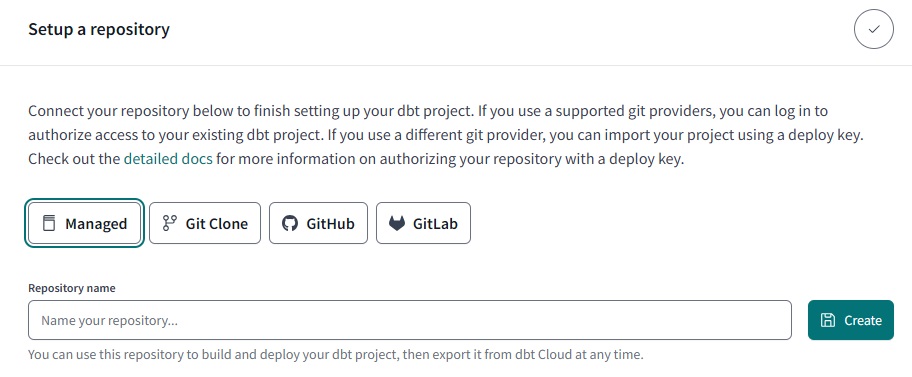 Setup a repository
Connect your repository below to finish setting up your dbt project. If you use a supported git providers, you can log in to
authorize access to your existing dbt project. If you use a different git provider, you can import your project using a deploy key.
Check out the detailed docs for more information on authorizing your repository with a deploy key.
Managed Git Clone GitHub GitLab
Repository name
Name your repository... Create
You can use this repository to build and deploy your dbt project, then export it from dbt Cloud at any time.